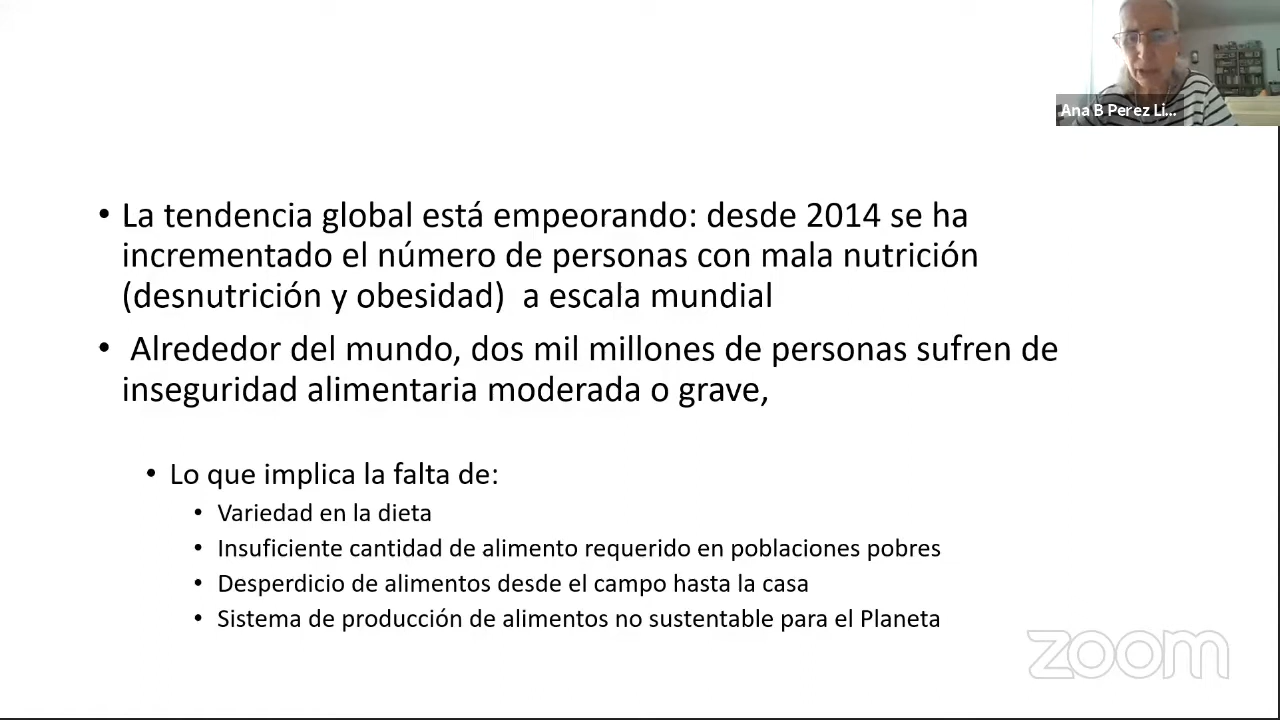 Ana B Perez Li...
• La tendencia global está empeorando: desde 2014 se ha
incrementado el número de personas con mala nutrición
(desnutrición y obesidad)  a escala mundial
• Alrededor del mundo, dos mil millones de personas sufren de
inseguridad alimentaria moderada o grave,
• Lo que implica la falta de:
• Variedad en la dieta
• Insuficiente cantidad de alimento requerido en poblaciones pobres
• Desperdicio de alimentos desde el campo hasta la casa
• Sistema de producción de alimentos no sustentable para el Planeta
zoom